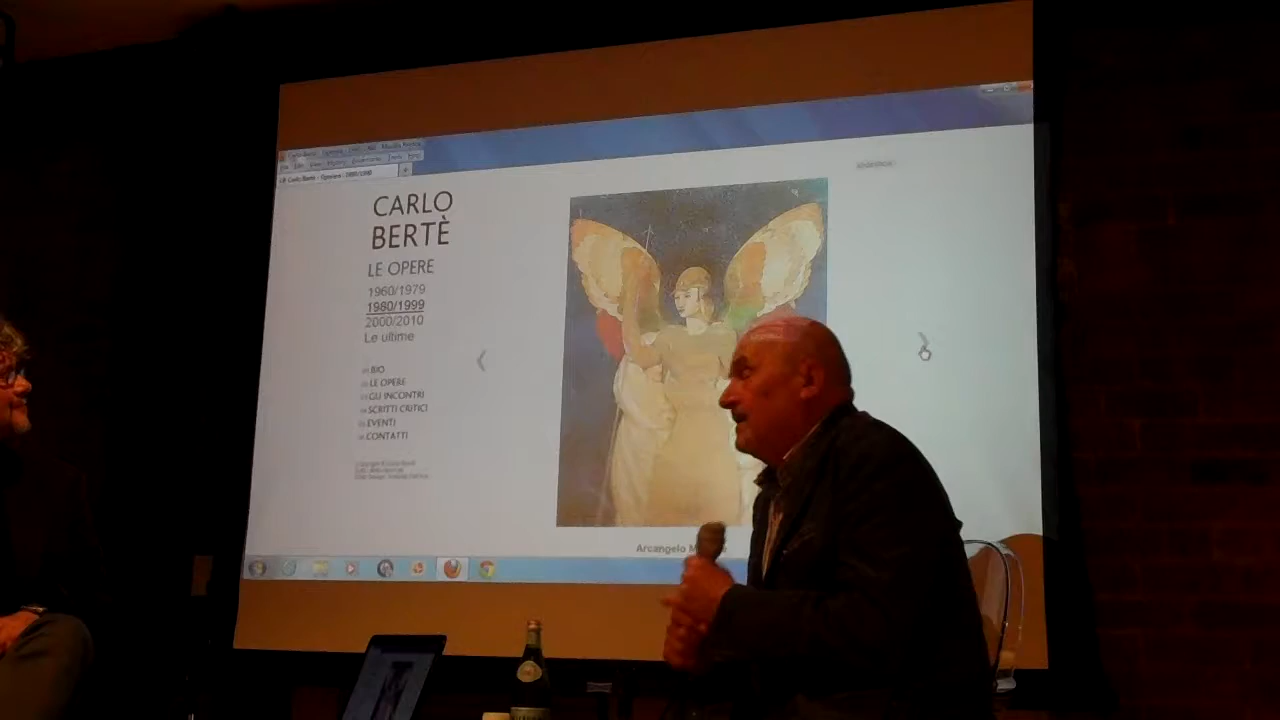 CARLO
BERTÈ
LE OPERE
1960/1979
1980/1999
2000/2010
Le ultime
BIO
LE OPERE
GLI INCONTRI
SCRITTI CRITICI
EVENTI
CONTATTI
Arcangelo